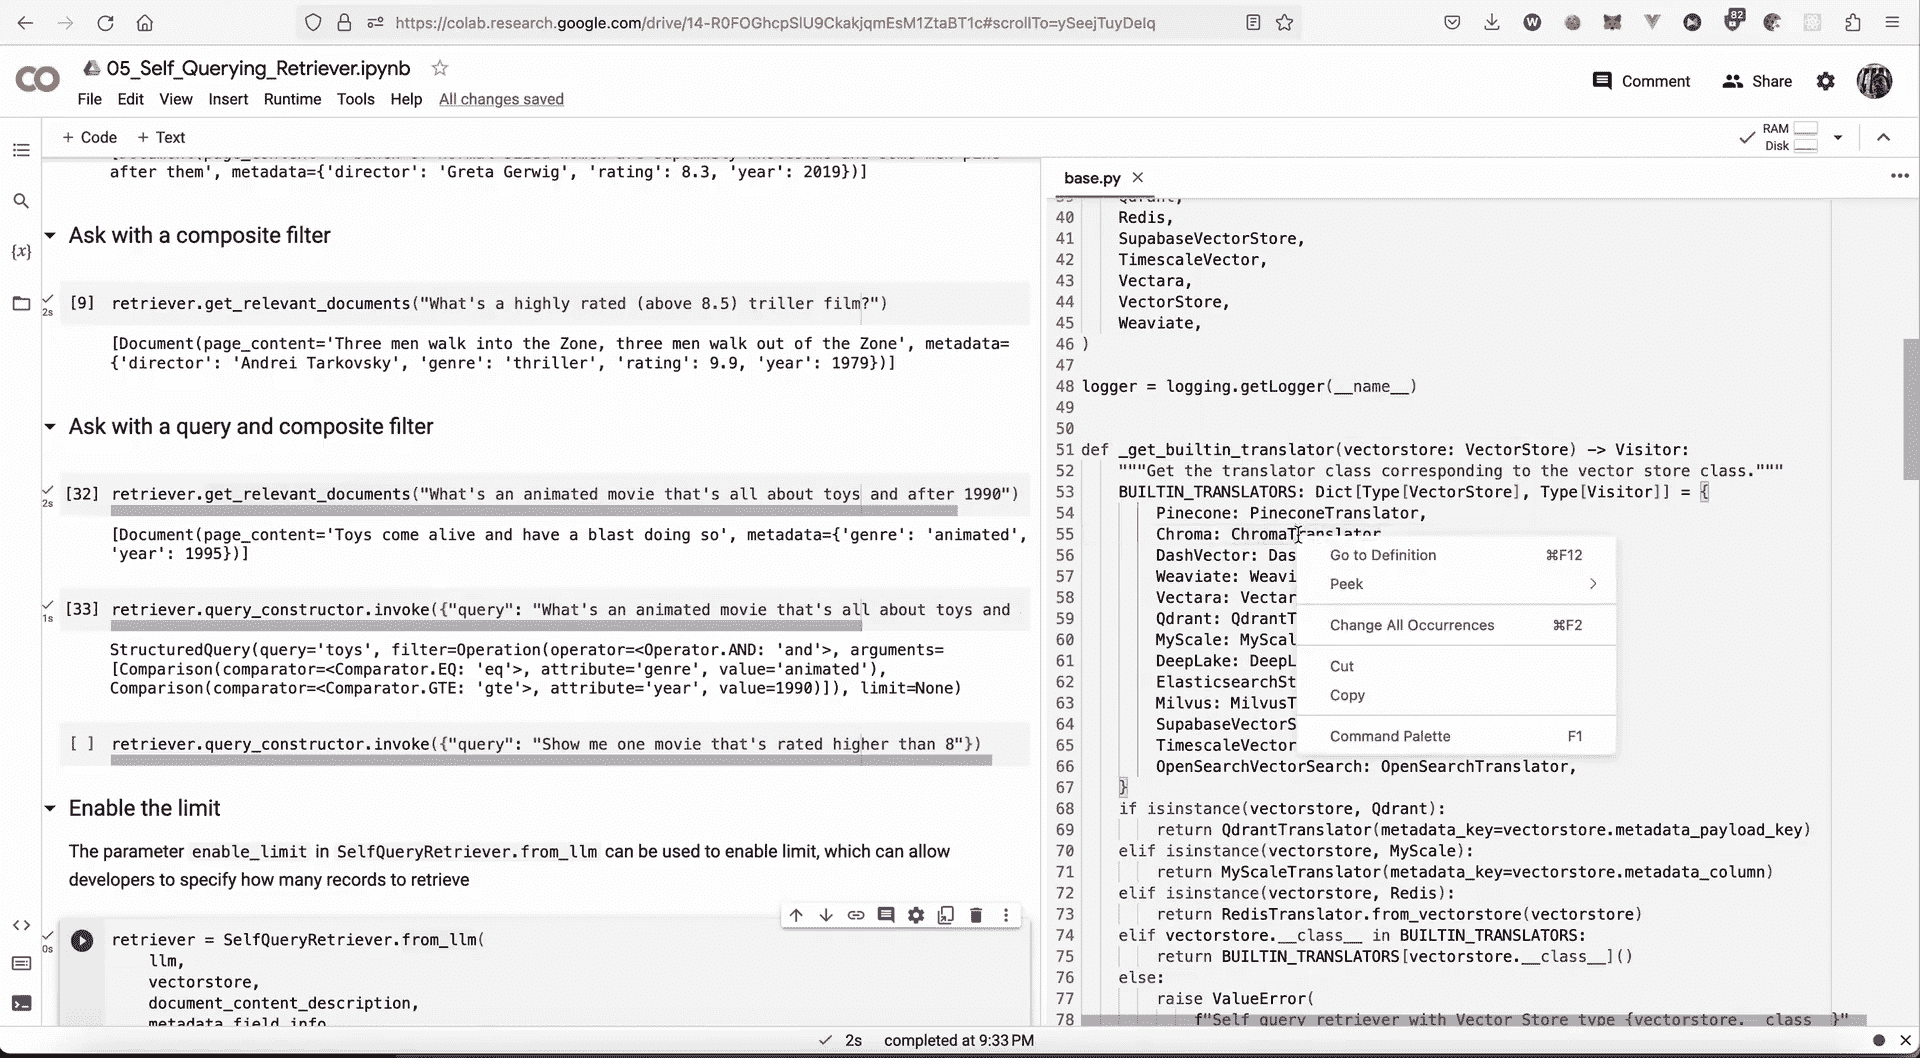 https://colab.research.google.com/drive/14-R0FOGhcpSlU9CkakjqmEsM1ZtaBT1c#scrollTo=ySeejTuyDelq
82
05_Self_Querying_Retriever.ipynb
File Edit View Insert Runtime Tools Help All changes saved
Comment Share
+ Code + Text
RAM
Disk
after them', metadata={'director': 'Greta Gerwig', 'rating': 8.3, 'year': 2019})]
Ask with a composite filter
[9] retriever.get_relevant_documents("What's a highly rated (above 8.5) triller film?")
2s
[Document(page_content='Three men walk into the Zone, three men walk out of the Zone', metadata=
{'director': 'Andrei Tarkovsky', 'genre': 'thriller', 'rating': 9.9, 'year': 1979})]
Ask with a query and composite filter
[32] retriever.get_relevant_documents("What's an animated movie that's all about toys and after 1990")
2s
[Document(page_content='Toys come alive and have a blast doing so', metadata={'genre': 'animated',
'year': 1995})]
[33] retriever.query_constructor.invoke({"query": "What's an animated movie that's all about toys and
1s
StructuredQuery(query='toys', filter=Operation(operator=<Operator.AND: 'and'>, arguments=
[Comparison(comparator=<Comparator.EQ: 'eq'>, attribute='genre', value='animated'),
Comparison(comparator=<Comparator.GTE: 'gte'>, attribute='year', value=1990)]), limit=None)
[ ] retriever.query_constructor.invoke({"query": "Show me one movie that's rated higher than 8"})
Enable the limit
The parameter enable_limit in SelfQueryRetriever.from_llm can be used to enable limit, which can allow
developers to specify how many records to retrieve
0s
retriever = SelfQueryRetriever.from_llm(
llm,
vectorstore,
document_content_description,
metadata_field_info
base.py
39 Qdrant,
40 Redis,
41 SupabaseVectorStore,
42 TimescaleVector,
43 Vectara,
44 VectorStore,
45 Weaviate,
46 )
47
48 logger = logging.getLogger(__name__)
49
50
51 def _get_builtin_translator(vectorstore: VectorStore) -> Visitor:
52 """Get the translator class corresponding to the vector store class."""
53 BUILTIN_TRANSLATORS: Dict[Type[VectorStore], Type[Visitor]] = {
54 Pinecone: PineconeTranslator,
55 Chroma: ChromaTranslator
56 DashVector: Das
57 Weaviate: Weavi
58 Vectara: Vectar
59 Qdrant: QdrantT
60 MyScale: MyScal
61 DeepLake: DeepL
62 ElasticsearchSt
63 Milvus: MilvusT
64 SupabaseVectorS
65 TimescaleVector
66 OpenSearchVectorSearch: OpenSearchTranslator,
67 }
68 if isinstance(vectorstore, Qdrant):
69 return QdrantTranslator(metadata_key=vectorstore.metadata_payload_key)
70 elif isinstance(vectorstore, MyScale):
71 return MyScaleTranslator(metadata_key=vectorstore.metadata_column)
72 elif isinstance(vectorstore, Redis):
73 return RedisTranslator.from_vectorstore(vectorstore)
74 elif vectorstore.__class__ in BUILTIN_TRANSLATORS:
75 return BUILTIN_TRANSLATORS[vectorstore.__class__]()
76 else:
77 raise ValueError(
78 f"Self query retriever with Vector Store type {vectorstore.__class__}"
Go to Definition ⌘F12
Peek
Change All Occurrences ⌘F2
Cut
Copy
Command Palette F1
2s completed at 9:33 PM